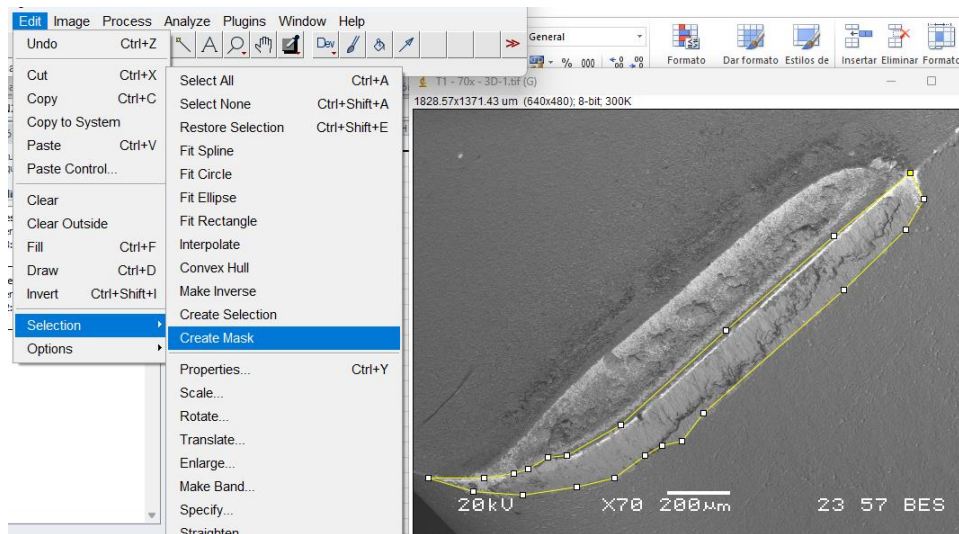 Edit Image Process Analyze Plugins Window Help
Undo Ctrl+Z
Cut Ctrl+X
Copy Ctrl+C
Copy to System
Paste Ctrl+V
Paste Control...
Clear
Clear Outside
Fill Ctrl+F
Draw Ctrl+D
Invert Ctrl+Shift+I
Selection
Options
Select All Ctrl+A
Select None Ctrl+Shift+A
Restore Selection Ctrl+Shift+E
Fit Spline
Fit Circle
Fit Ellipse
Fit Rectangle
Interpolate
Convex Hull
Make Inverse
Create Selection
Create Mask
Properties... Ctrl+Y
Scale...
Rotate...
Translate...
Enlarge...
Make Band...
Specify...
Straighten
A Dev >>
General
% 000
Formato Dar formato Estilos de Insertar Eliminar Formato
T1 - 70x - 3D-1.tif (G)
1828.57x1371.43 um (640x480); 8-bit; 300K
20kU X70 200µm 23 57 BES